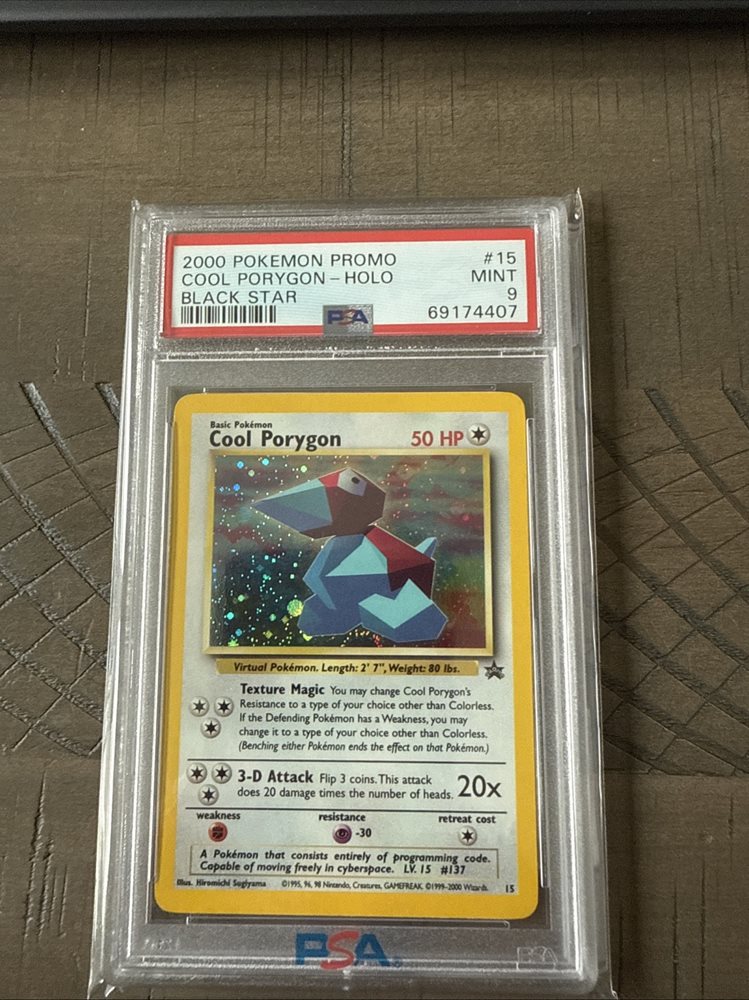 2000 POKEMON PROMO #15
COOL PORYGON - HOLO MINT
BLACK STAR 9
PSA 69174407
Basic Pokémon
Cool Porygon 50 HP
Virtual Pokémon. Length: 2' 7", Weight: 80 lbs.
PROMO
Texture Magic You may change Cool Porygon's
Resistance to a type of your choice other than Colorless.
If the Defending Pokémon has a Weakness, you may
change it to a type of your choice other than Colorless.
(Benching either Pokémon ends the effect on that Pokémon.)
3-D Attack Flip 3 coins. This attack
does 20 damage times the number of heads. 20x
weakness resistance retreat cost
-30
A Pokémon that consists entirely of programming code.
Capable of moving freely in cyberspace. LV. 15 #137
Illus. Hiromichi Sugiyama ©1995, 96, 98 Nintendo, Creatures, GAMEFREAK. ©1999-2000 Wizards. 15
PSA®
PSA